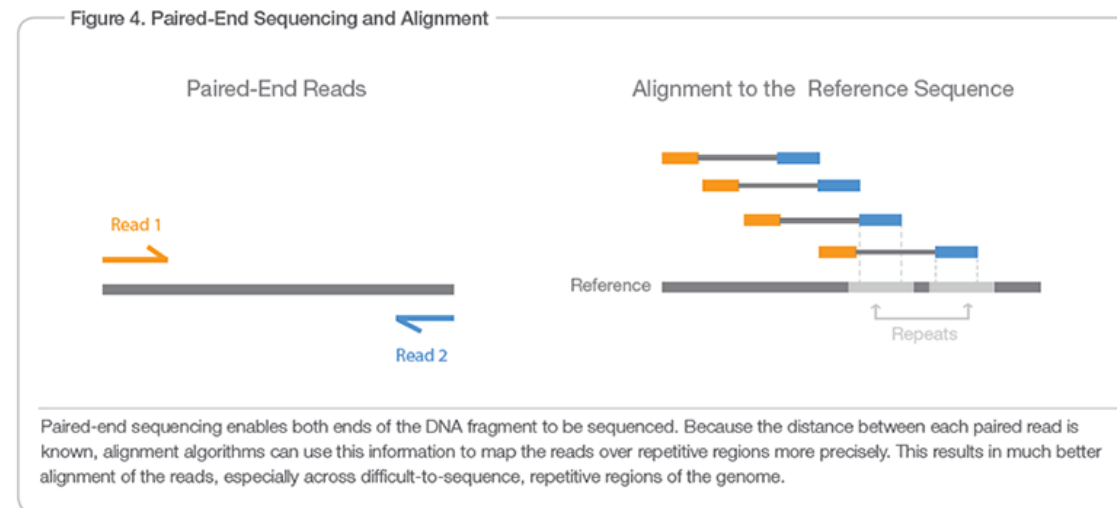 Figure 4. Paired-End Sequencing and Alignment
Paired-End Reads
Alignment to the Reference Sequence
Read 1
Read 2
Reference
Repeats
Paired-end sequencing enables both ends of the DNA fragment to be sequenced. Because the distance between each paired read is
known, alignment algorithms can use this information to map the reads over repetitive regions more precisely. This results in much better
alignment of the reads, especially across difficult-to-sequence, repetitive regions of the genome.